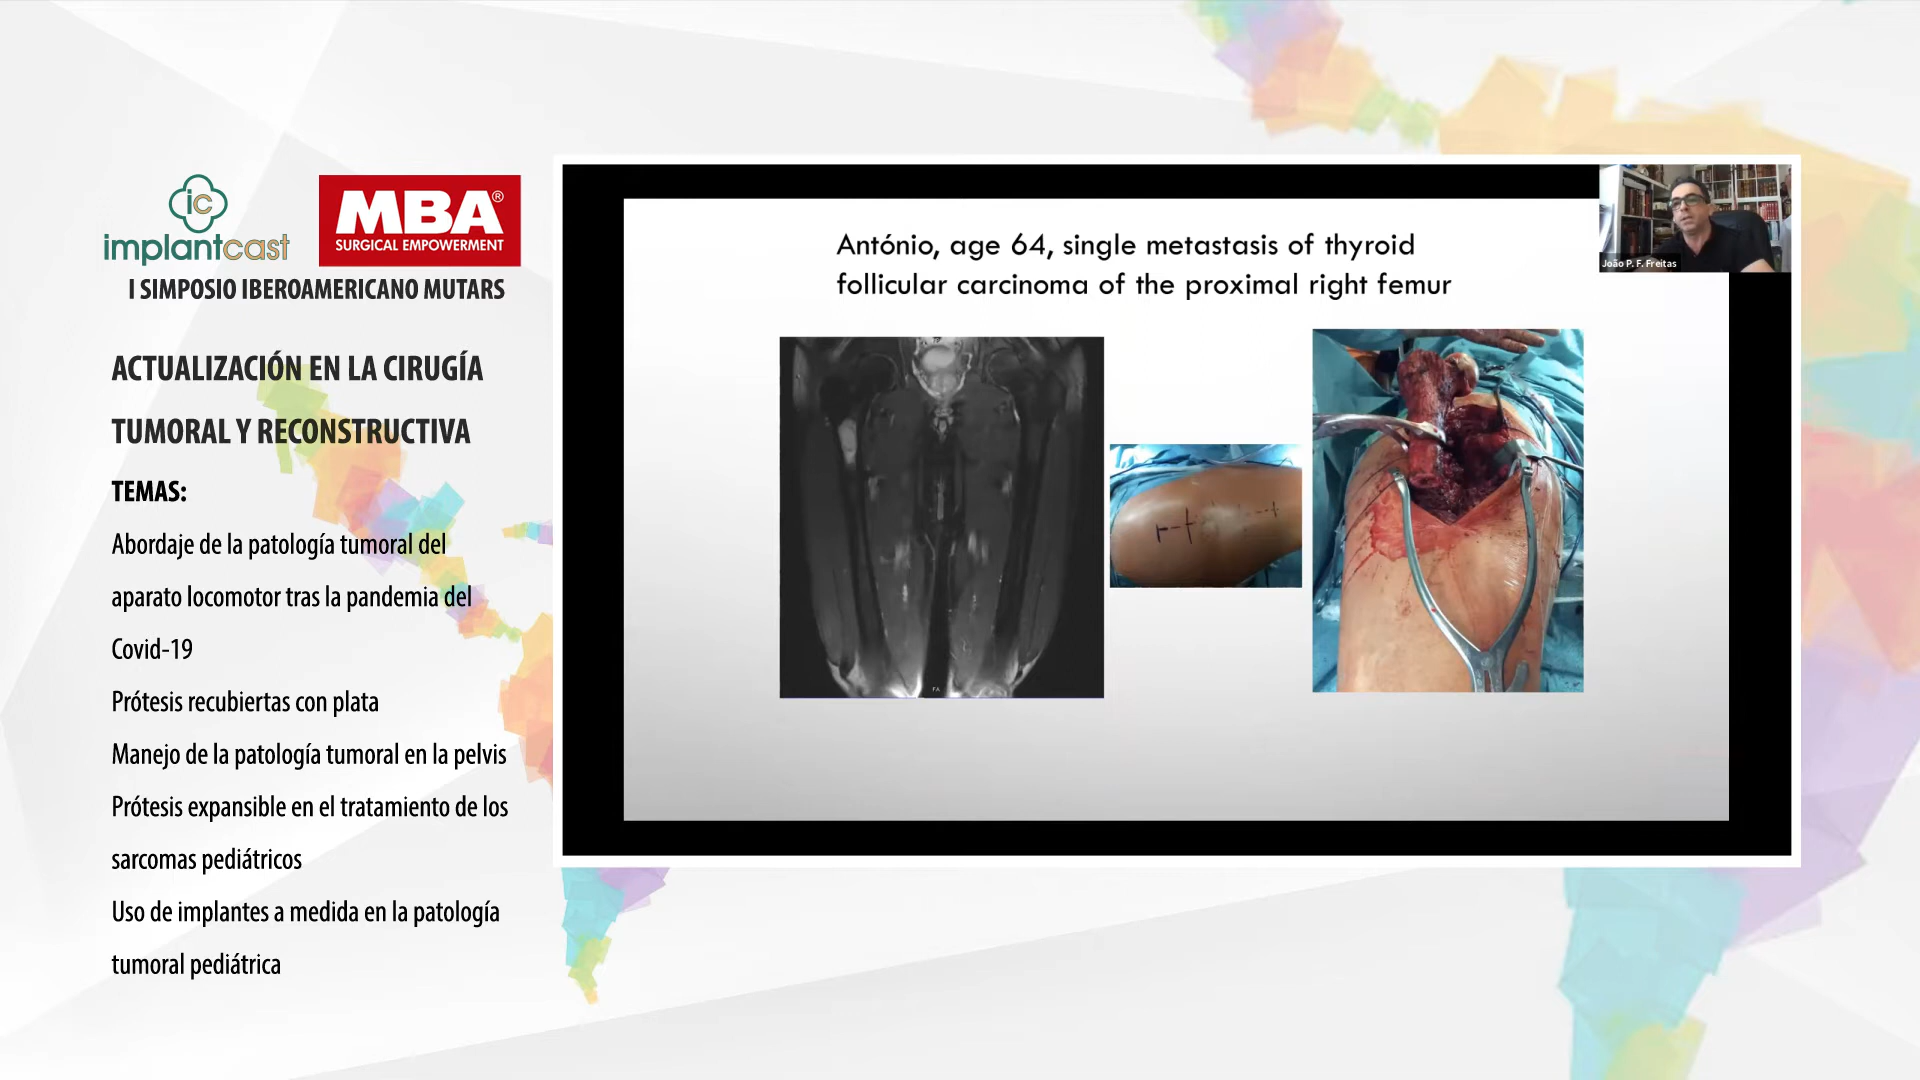 ic
implantcast
MBA®
SURGICAL EMPOWERMENT
I SIMPOSIO IBEROAMERICANO MUTARS
ACTUALIZACIÓN EN LA CIRUGÍA
TUMORAL Y RECONSTRUCTIVA
TEMAS:
Abordaje de la patología tumoral del
aparato locomotor tras la pandemia del
Covid-19
Prótesis recubiertas con plata
Manejo de la patología tumoral en la pelvis
Prótesis expansible en el tratamiento de los
sarcomas pediátricos
Uso de implantes a medida en la patología
tumoral pediátrica
António, age 64, single metastasis of thyroid
follicular carcinoma of the proximal right femur
João P. F. Freitas